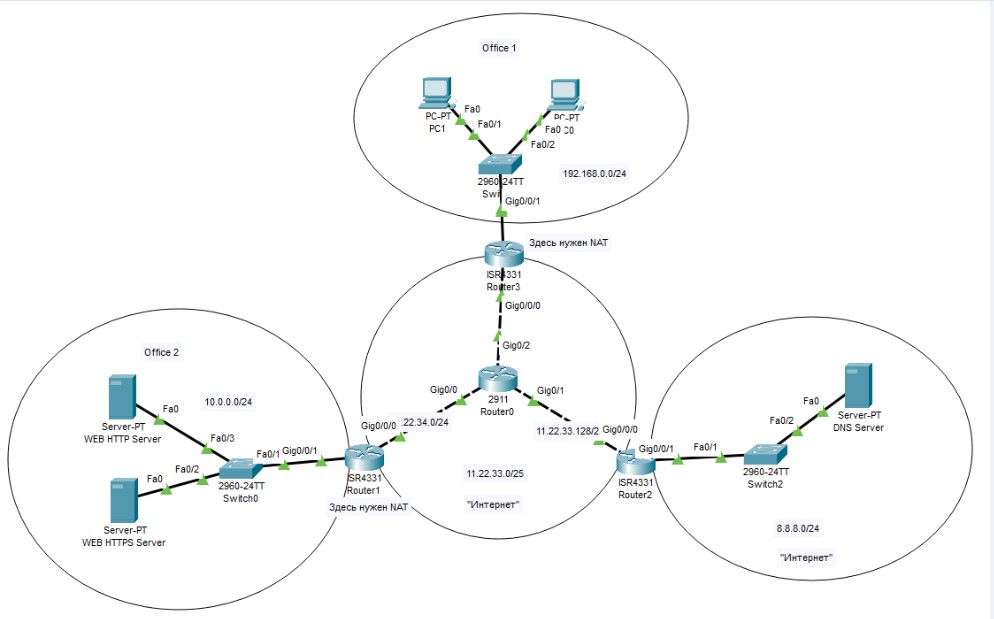 Office 1
PC-PT
PC1
Fa0
Fa0/1
PC-PT
Fa0
Fa0/2
2960-24TT
192.168.0.0/24
Gig0/0/1
Здесь нужен NAT
ISR4331
Router3
Gig0/0/0
Gig0/2
Gig0/0
Gig0/1
2911
Router0
Gig0/0/0
.22.34.0/24
11.22.33.128/2
Gig0/0/0
11.22.33.0/25
"Интернет"
Office 2
10.0.0.0/24
Server-PT
WEB HTTP Server
Fa0
Fa0/3
Fa0/1
Gig0/0/1
Fa0
Fa0/2
2960-24TT
Switch0
Server-PT
WEB HTTPS Server
ISR4331
Router1
Здесь нужен NAT
ISR4331
Router2
Gig0/0/1
Fa0/1
2960-24TT
Switch2
Fa0/2
Fa0
Server-PT
DNS Server
8.8.8.0/24
"Интернет"